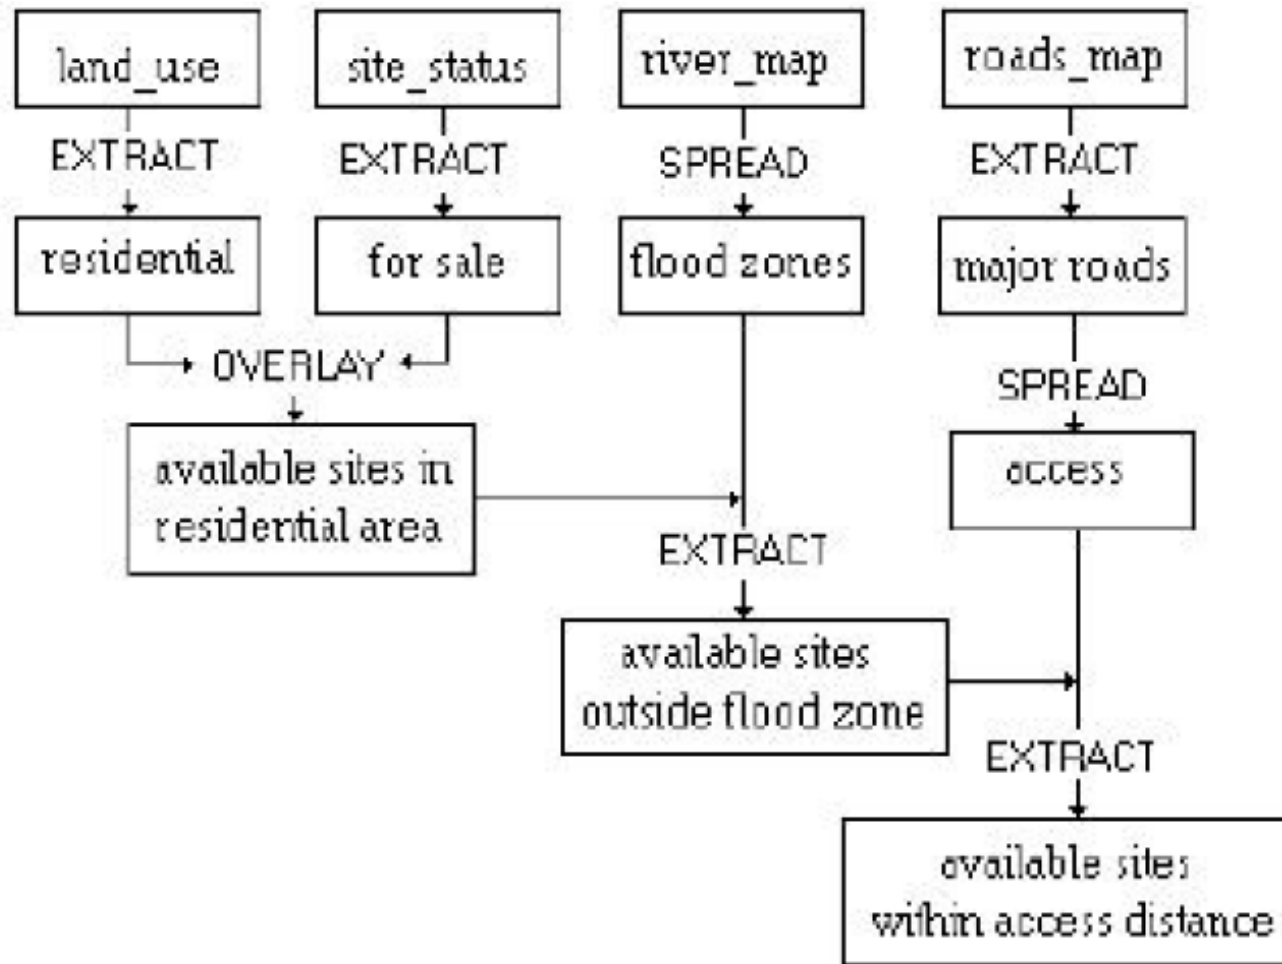 land_use
site_status
river_map
roads_map
EXTRACT
EXTRACT
SPREAD
EXTRACT
residential
for sale
flood zones
major roads
OVERLAY
SPREAD
available sites in
residential area
access
EXTRACT
available sites
outside flood zone
EXTRACT
available sites
within access distance